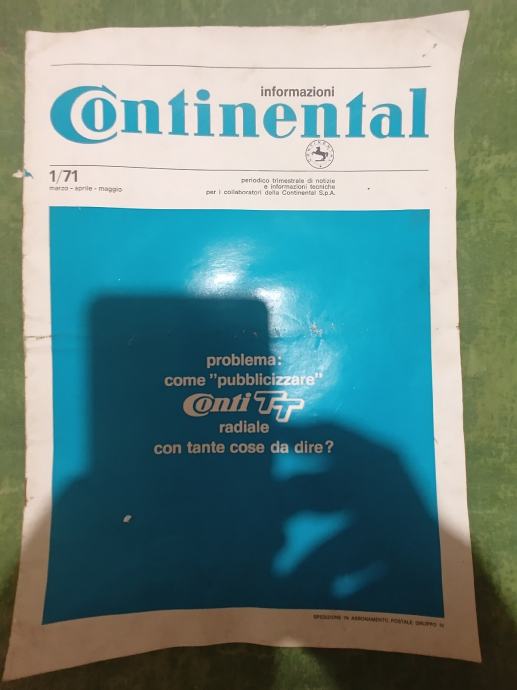 informazioni
Continental
CONTINENTAL
1/71
marzo - aprile - maggio
periodico trimestrale di notizie
e informazioni tecniche
per i collaboratori della Continental S.p.A.
problema:
come "pubblicizzare"
Conti TT
radiale
con tante cose da dire?
SPEDIZIONE IN ABBONAMENTO POSTALE GRUPPO IV